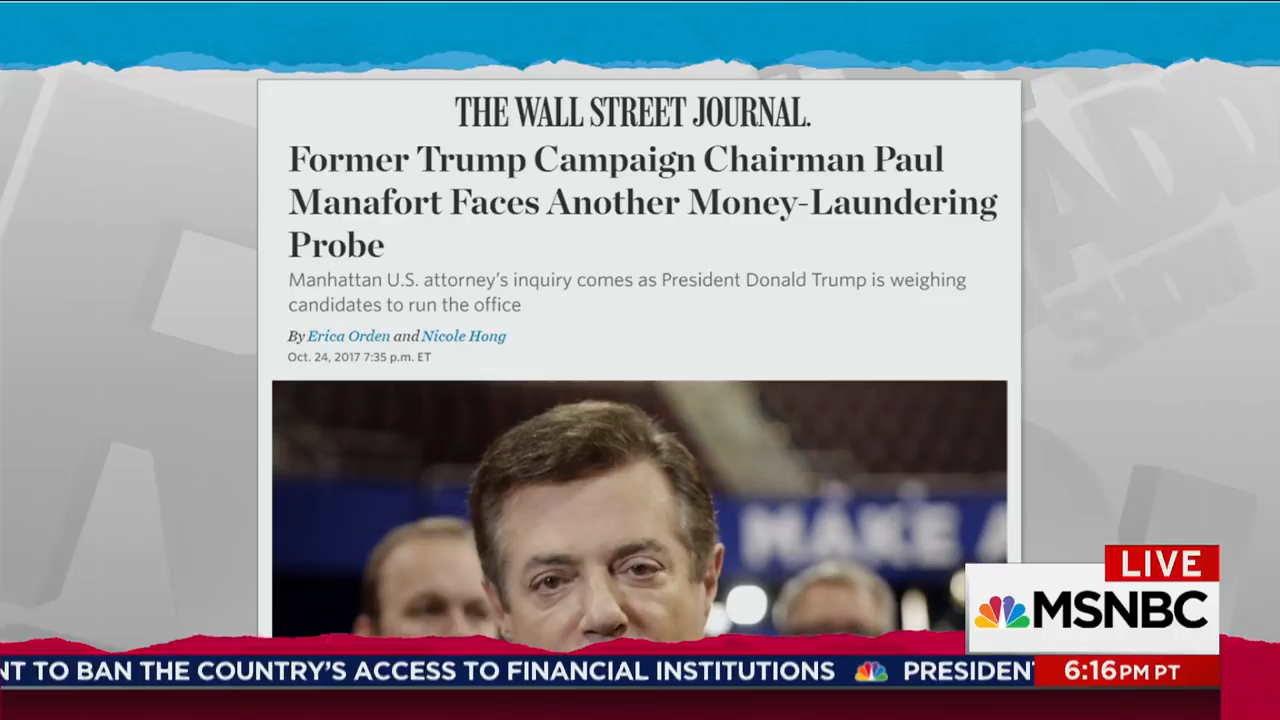 THE WALL STREET JOURNAL.
Former Trump Campaign Chairman Paul
Manafort Faces Another Money-Laundering
Probe
Manhattan U.S. attorney's inquiry comes as President Donald Trump is weighing
candidates to run the office
By Erica Orden and Nicole Hong
Oct. 24, 2017 7:35 p.m. ET
MAKE A
LIVE
MSNBC
NT TO BAN THE COUNTRY'S ACCESS TO FINANCIAL INSTITUTIONS PRESIDENT
6:16 PM PT